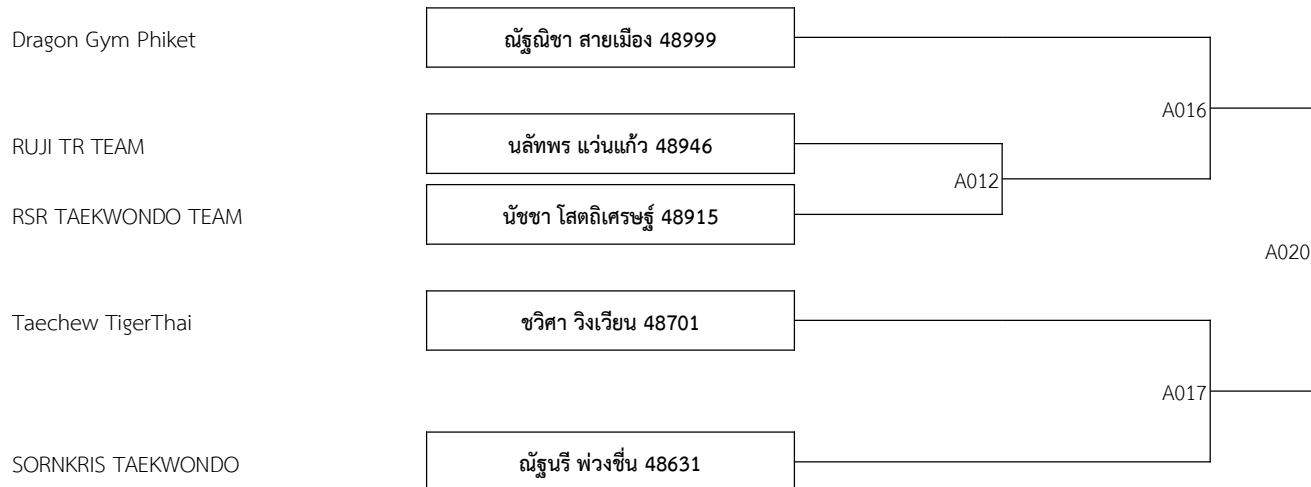 Dragon Gym Phiket ณัฐณิชา สายเมือง 48999
A016
RUJI TR TEAM นลัทพร แว่นแก้ว 48946
A012
RSR TAEKWONDO TEAM นัชชา โสตถิเศรษฐ์ 48915
A020
Taechew TigerThai ชวิศา วิงเวียน 48701
A017
SORNKRIS TAEKWONDO ณัฐนรี พ่วงชื่น 48631